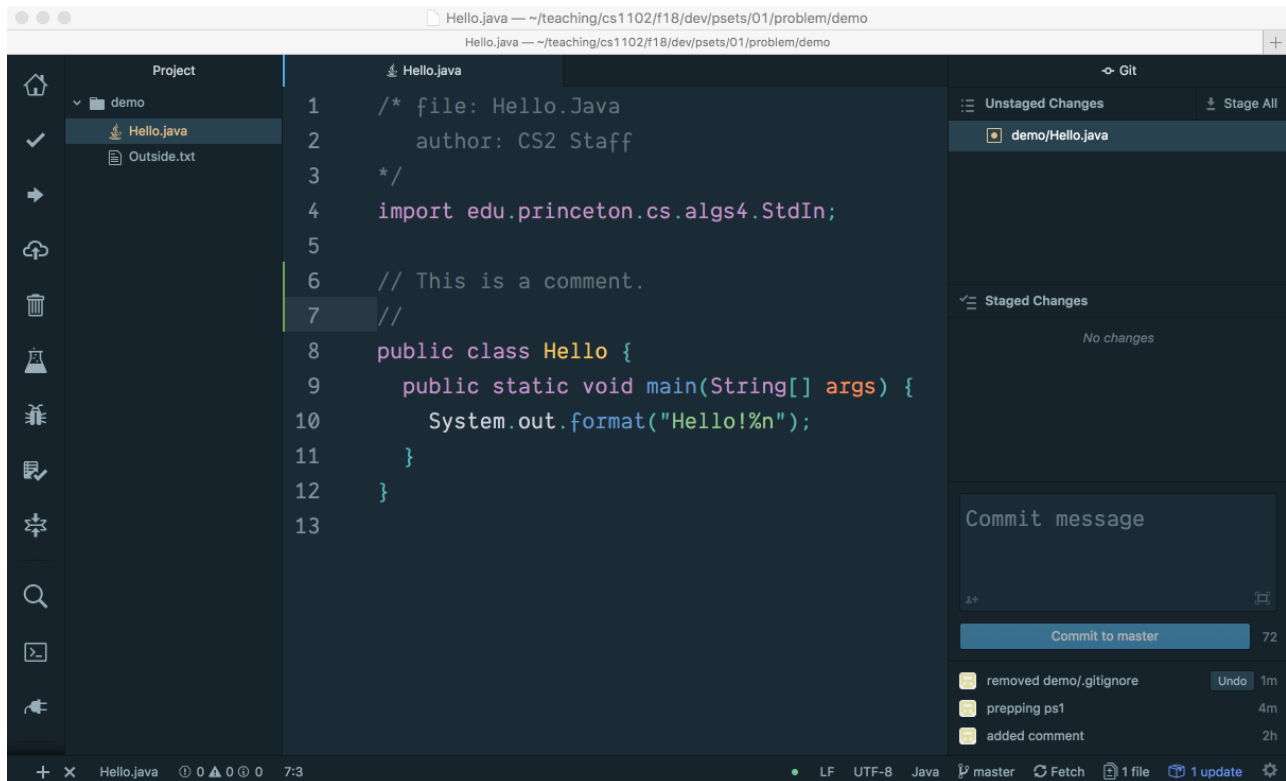 Hello.java — ~/teaching/cs1102/f18/dev/psets/01/problem/demo
Hello.java — ~/teaching/cs1102/f18/dev/psets/01/problem/demo
+
Project
demo
Hello.java
Outside.txt
Hello.java
1 /* file: Hello.Java
2 author: CS2 Staff
3 */
4 import edu.princeton.cs.algs4.StdIn;
5
6 // This is a comment.
7 //
8 public class Hello {
9 public static void main(String[] args) {
10 System.out.format("Hello!%n");
11 }
12 }
13
Git
Unstaged Changes Stage All
demo/Hello.java
Staged Changes
No changes
Commit message
Commit to master 72
removed demo/.gitignore Undo 1m
prepping ps1 4m
added comment 2h
Hello.java 0 0 0 7:3 LF UTF-8 Java master Fetch 1 file 1 update